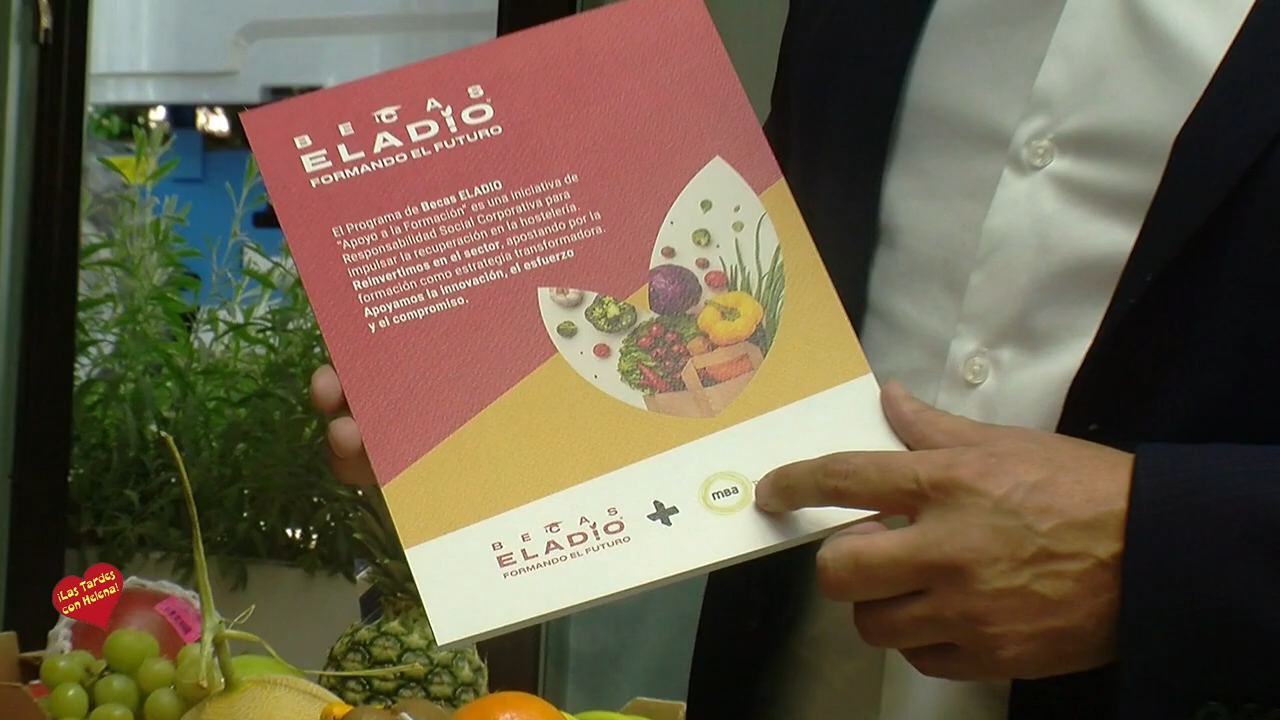 BECAS
ELADIO
FORMANDO EL FUTURO
El Programa de Becas ELADIO
"Apoyo a la Formación" es una iniciativa de
Responsabilidad Social Corporativa para
impulsar la recuperación en la hostelería.
Reinvertimos en el sector, apostando por la
formación como estrategia transformadora.
Apoyamos la innovación, el esfuerzo
y el compromiso.
BECAS
ELADIO
FORMANDO EL FUTURO
+
mBa
¡Las Tardes
con Helena!